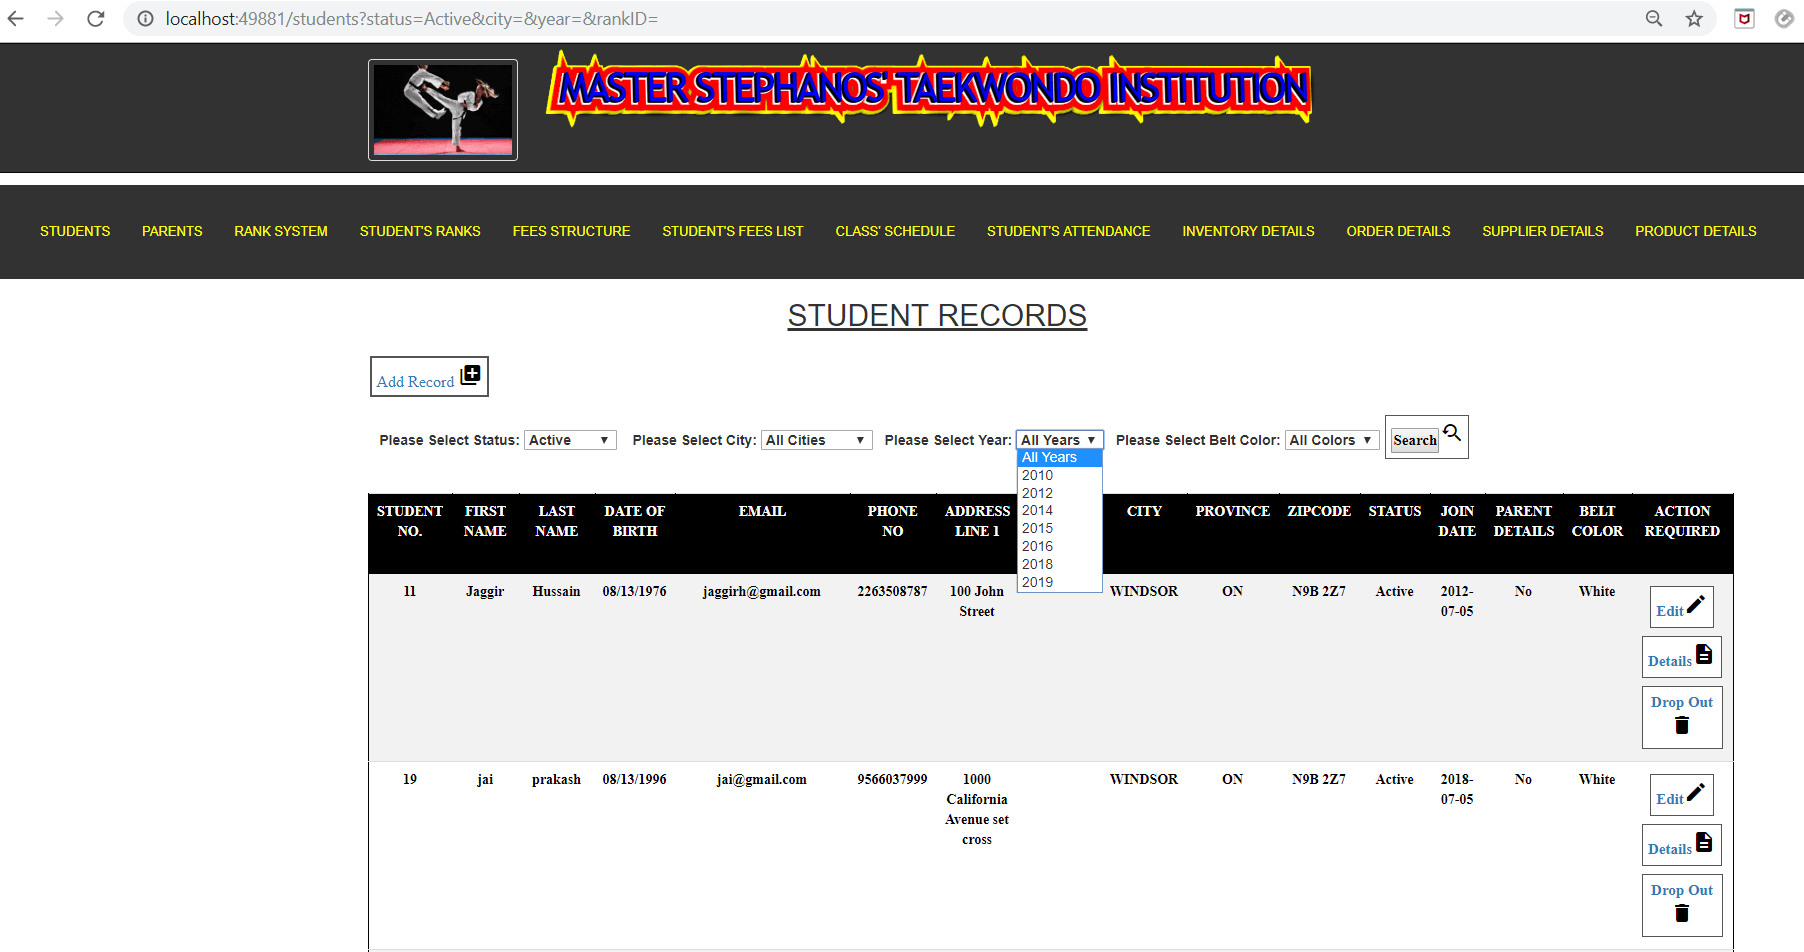 localhost:49881/students?status=Active&city=&year=&rankID=
MASTER STEPHANOS' TAEKWONDO INSTITUTION
STUDENTS PARENTS RANK SYSTEM STUDENT'S RANKS FEES STRUCTURE STUDENT'S FEES LIST CLASS' SCHEDULE STUDENT'S ATTENDANCE INVENTORY DETAILS ORDER DETAILS SUPPLIER DETAILS PRODUCT DETAILS
STUDENT RECORDS
Add Record
Please Select Status: Active Please Select City: All Cities Please Select Year: All Years Please Select Belt Color: All Colors Search
All Years
2010
2012
2014
2015
2016
2018
2019
STUDENT FIRST LAST DATE OF EMAIL PHONE ADDRESS CITY PROVINCE ZIPCODE STATUS JOIN PARENT BELT ACTION
NO. NAME NAME BIRTH NO LINE 1 DATE DETAILS COLOR REQUIRED
11 Jaggir Hussain 08/13/1976 jaggirh@gmail.com 2263508787 100 John WINDSOR ON N9B 2Z7 Active 2012- No White
Street 07-05 Edit
Details
Drop Out
19 jai prakash 08/13/1996 jai@gmail.com 9566037999 1000 WINDSOR ON N9B 2Z7 Active 2018- No White
California 07-05 Edit
Avenue set
cross
Details
Drop Out